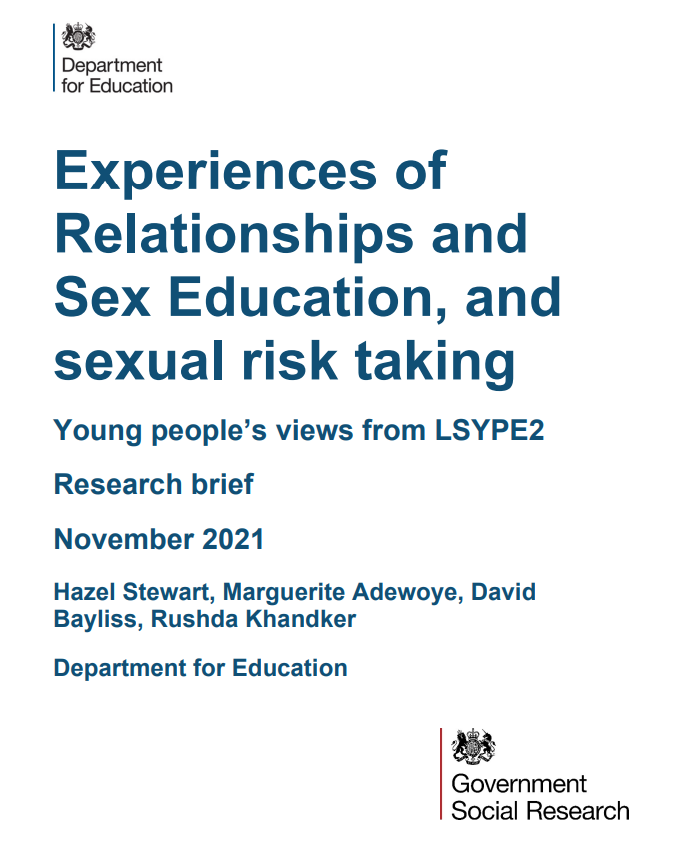 Department
for Education
Experiences of
Relationships and
Sex Education, and
sexual risk taking
Young people’s views from LSYPE2
Research brief
November 2021
Hazel Stewart, Marguerite Adewoye, David
Bayliss, Rushda Khandker
Department for Education
Government
Social Research